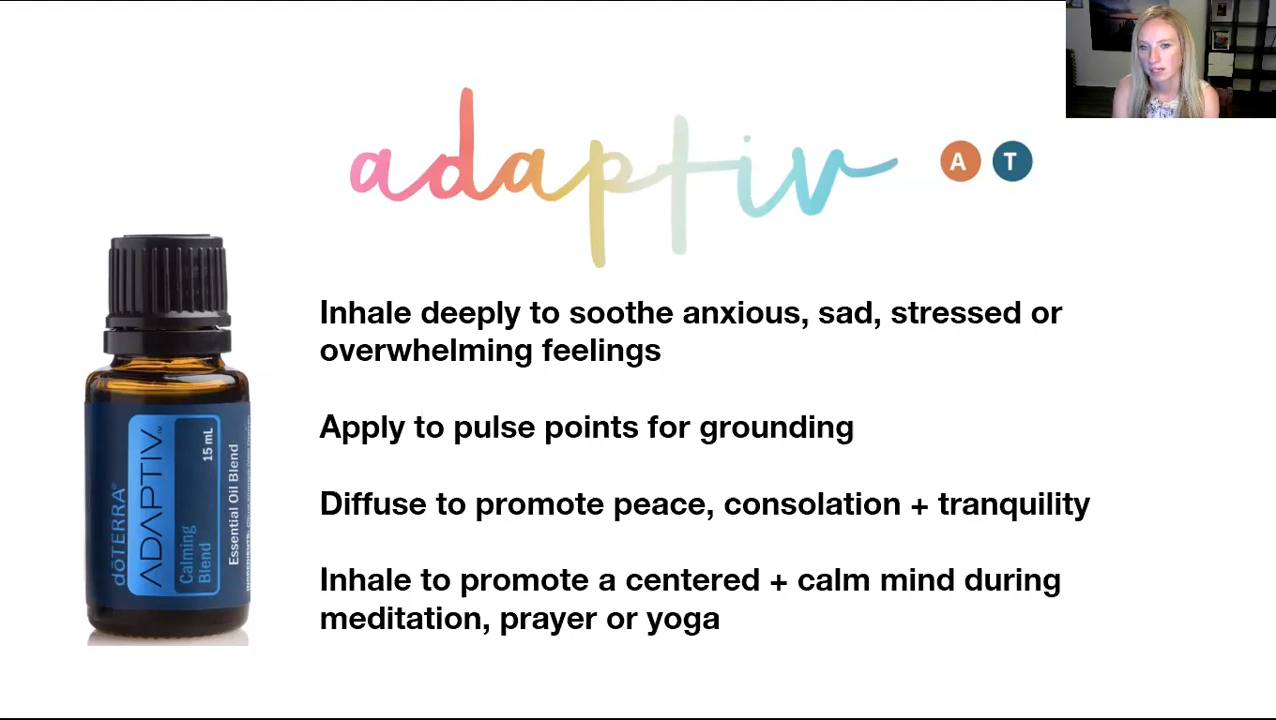 adaptiv A T
Inhale deeply to soothe anxious, sad, stressed or
overwhelming feelings
Apply to pulse points for grounding
Diffuse to promote peace, consolation + tranquility
Inhale to promote a centered + calm mind during
meditation, prayer or yoga
dōTERRA®
ADAPTIV™
Calming
Blend
15 mL
Essential Oil Blend